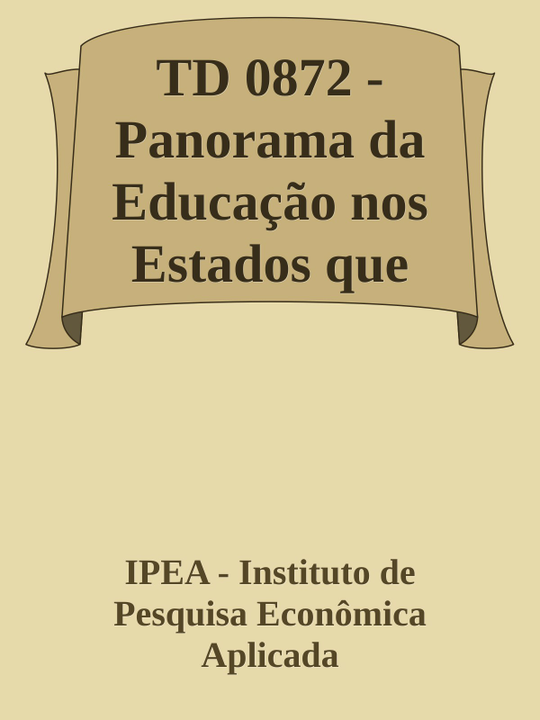 TD 0872 -
Panorama da
Educação nos
Estados que
IPEA - Instituto de
Pesquisa Econômica
Aplicada